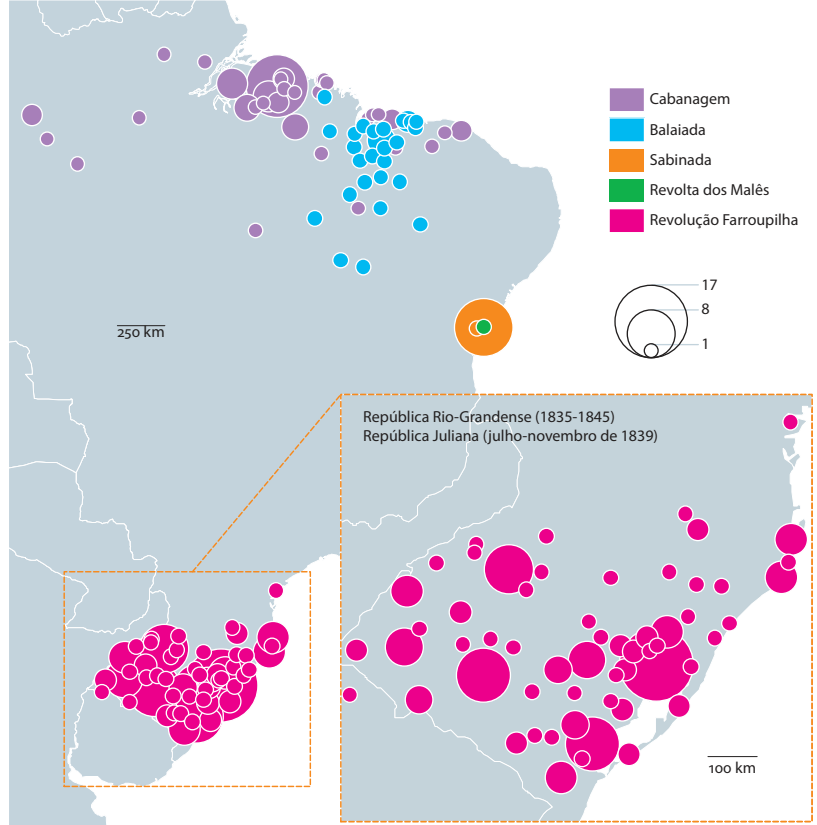 Cabanagem
Balaiada
Sabinada
Revolta dos Malês
Revolução Farroupilha
17
8
1
250 km
República Rio-Grandense (1835-1845)
República Juliana (julho-novembro de 1839)
100 km